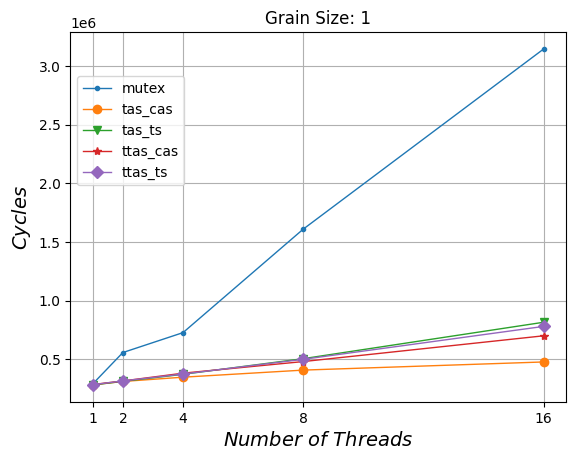 Grain Size: 1
1e6
3.0
2.5
2.0
1.5
1.0
0.5
Cycles
mutex
tas_cas
tas_ts
ttas_cas
ttas_ts
1 2 4 8 16
Number of Threads